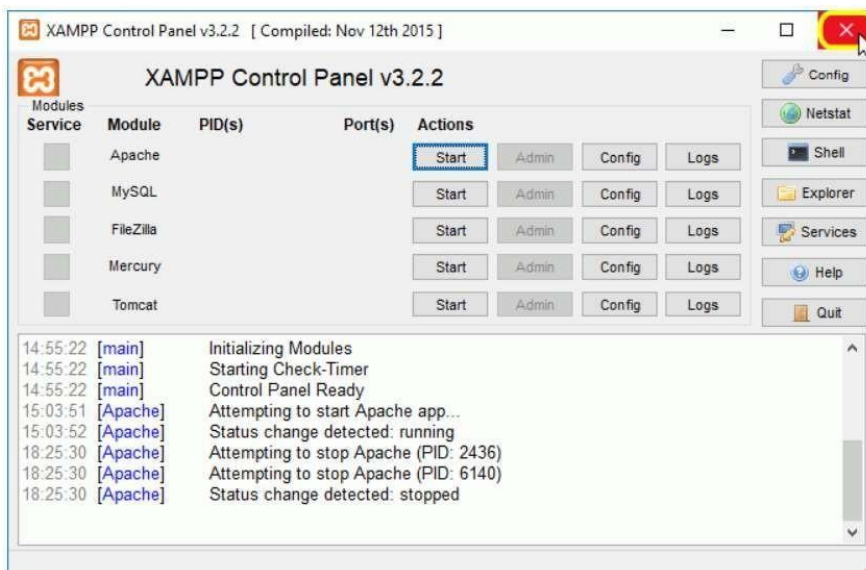 XAMPP Control Panel v3.2.2 [ Compiled: Nov 12th 2015 ]
XAMPP Control Panel v3.2.2
Config
Modules
Netstat
Service Module PID(s) Port(s) Actions
Apache Start Admin Config Logs
Shell
MySQL Start Admin Config Logs
Explorer
FileZilla Start Admin Config Logs
Services
Mercury Start Admin Config Logs
Help
Tomcat Start Admin Config Logs
Quit
14:55:22 [main] Initializing Modules
14:55:22 [main] Starting Check-Timer
14:55:22 [main] Control Panel Ready
15:03:51 [Apache] Attempting to start Apache app...
15:03:52 [Apache] Status change detected: running
18:25:30 [Apache] Attempting to stop Apache (PID: 2436)
18:25:30 [Apache] Attempting to stop Apache (PID: 6140)
18:25:30 [Apache] Status change detected: stopped